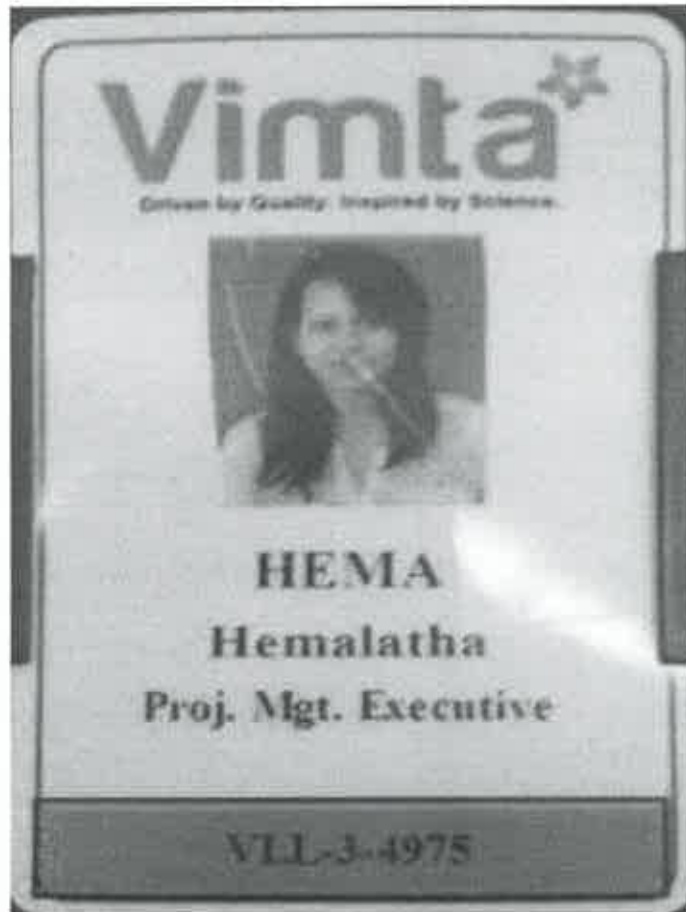 Vimta
Driven by Quality. Inspired by Science.
HEMA
Hemalatha
Proj. Mgt. Executive
VLL-3-4975